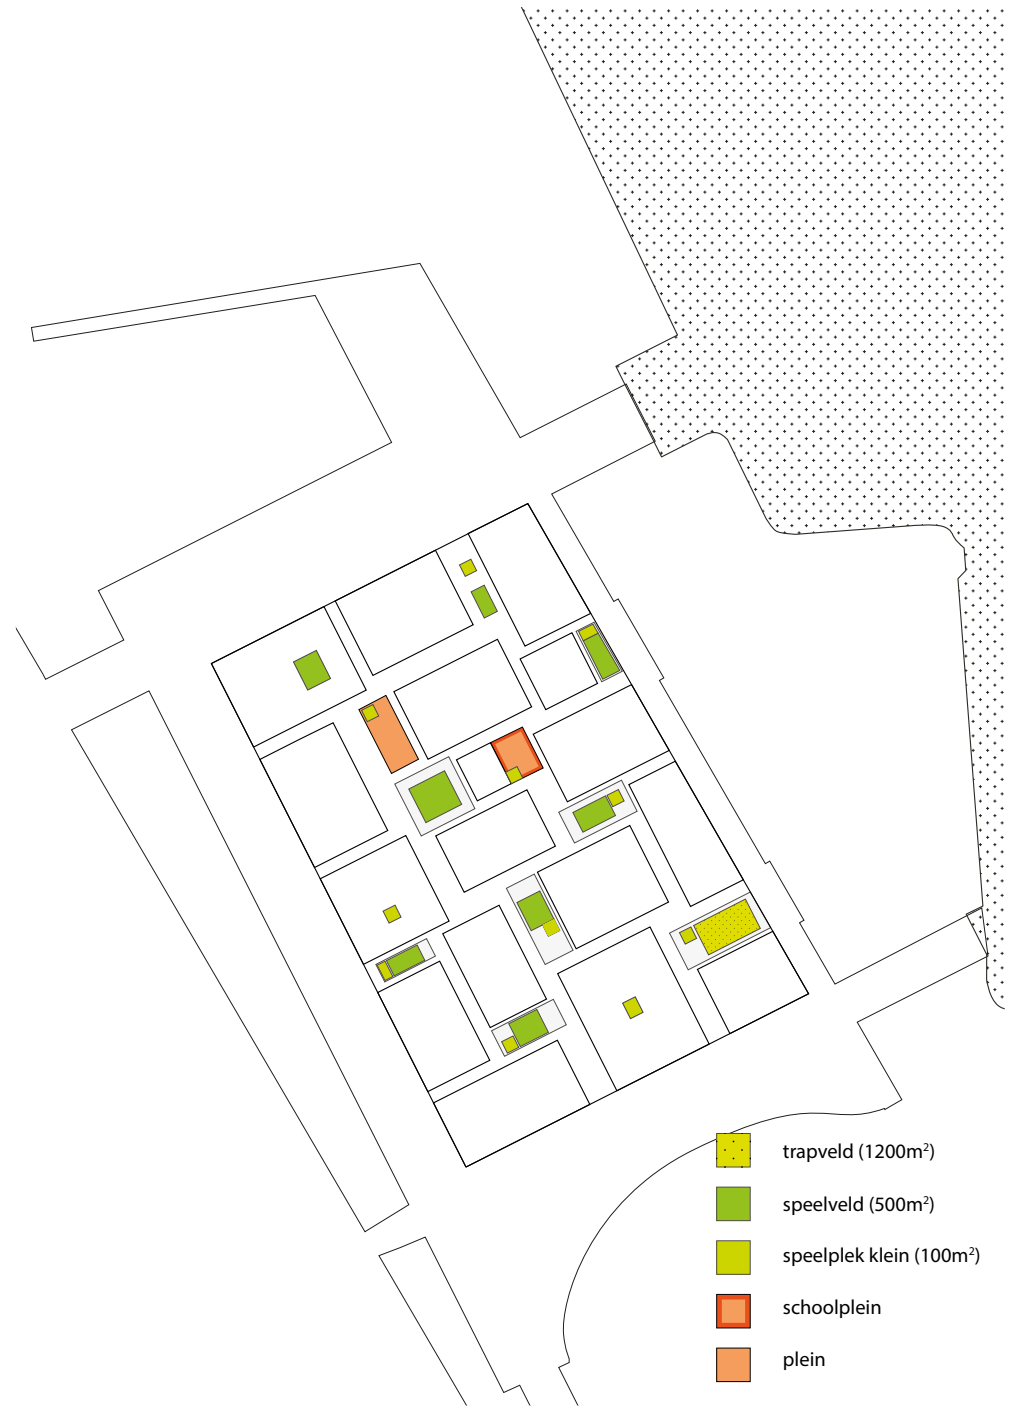 trapveld (1200m²)
speelveld (500m²)
speelplek klein (100m²)
schoolplein
plein